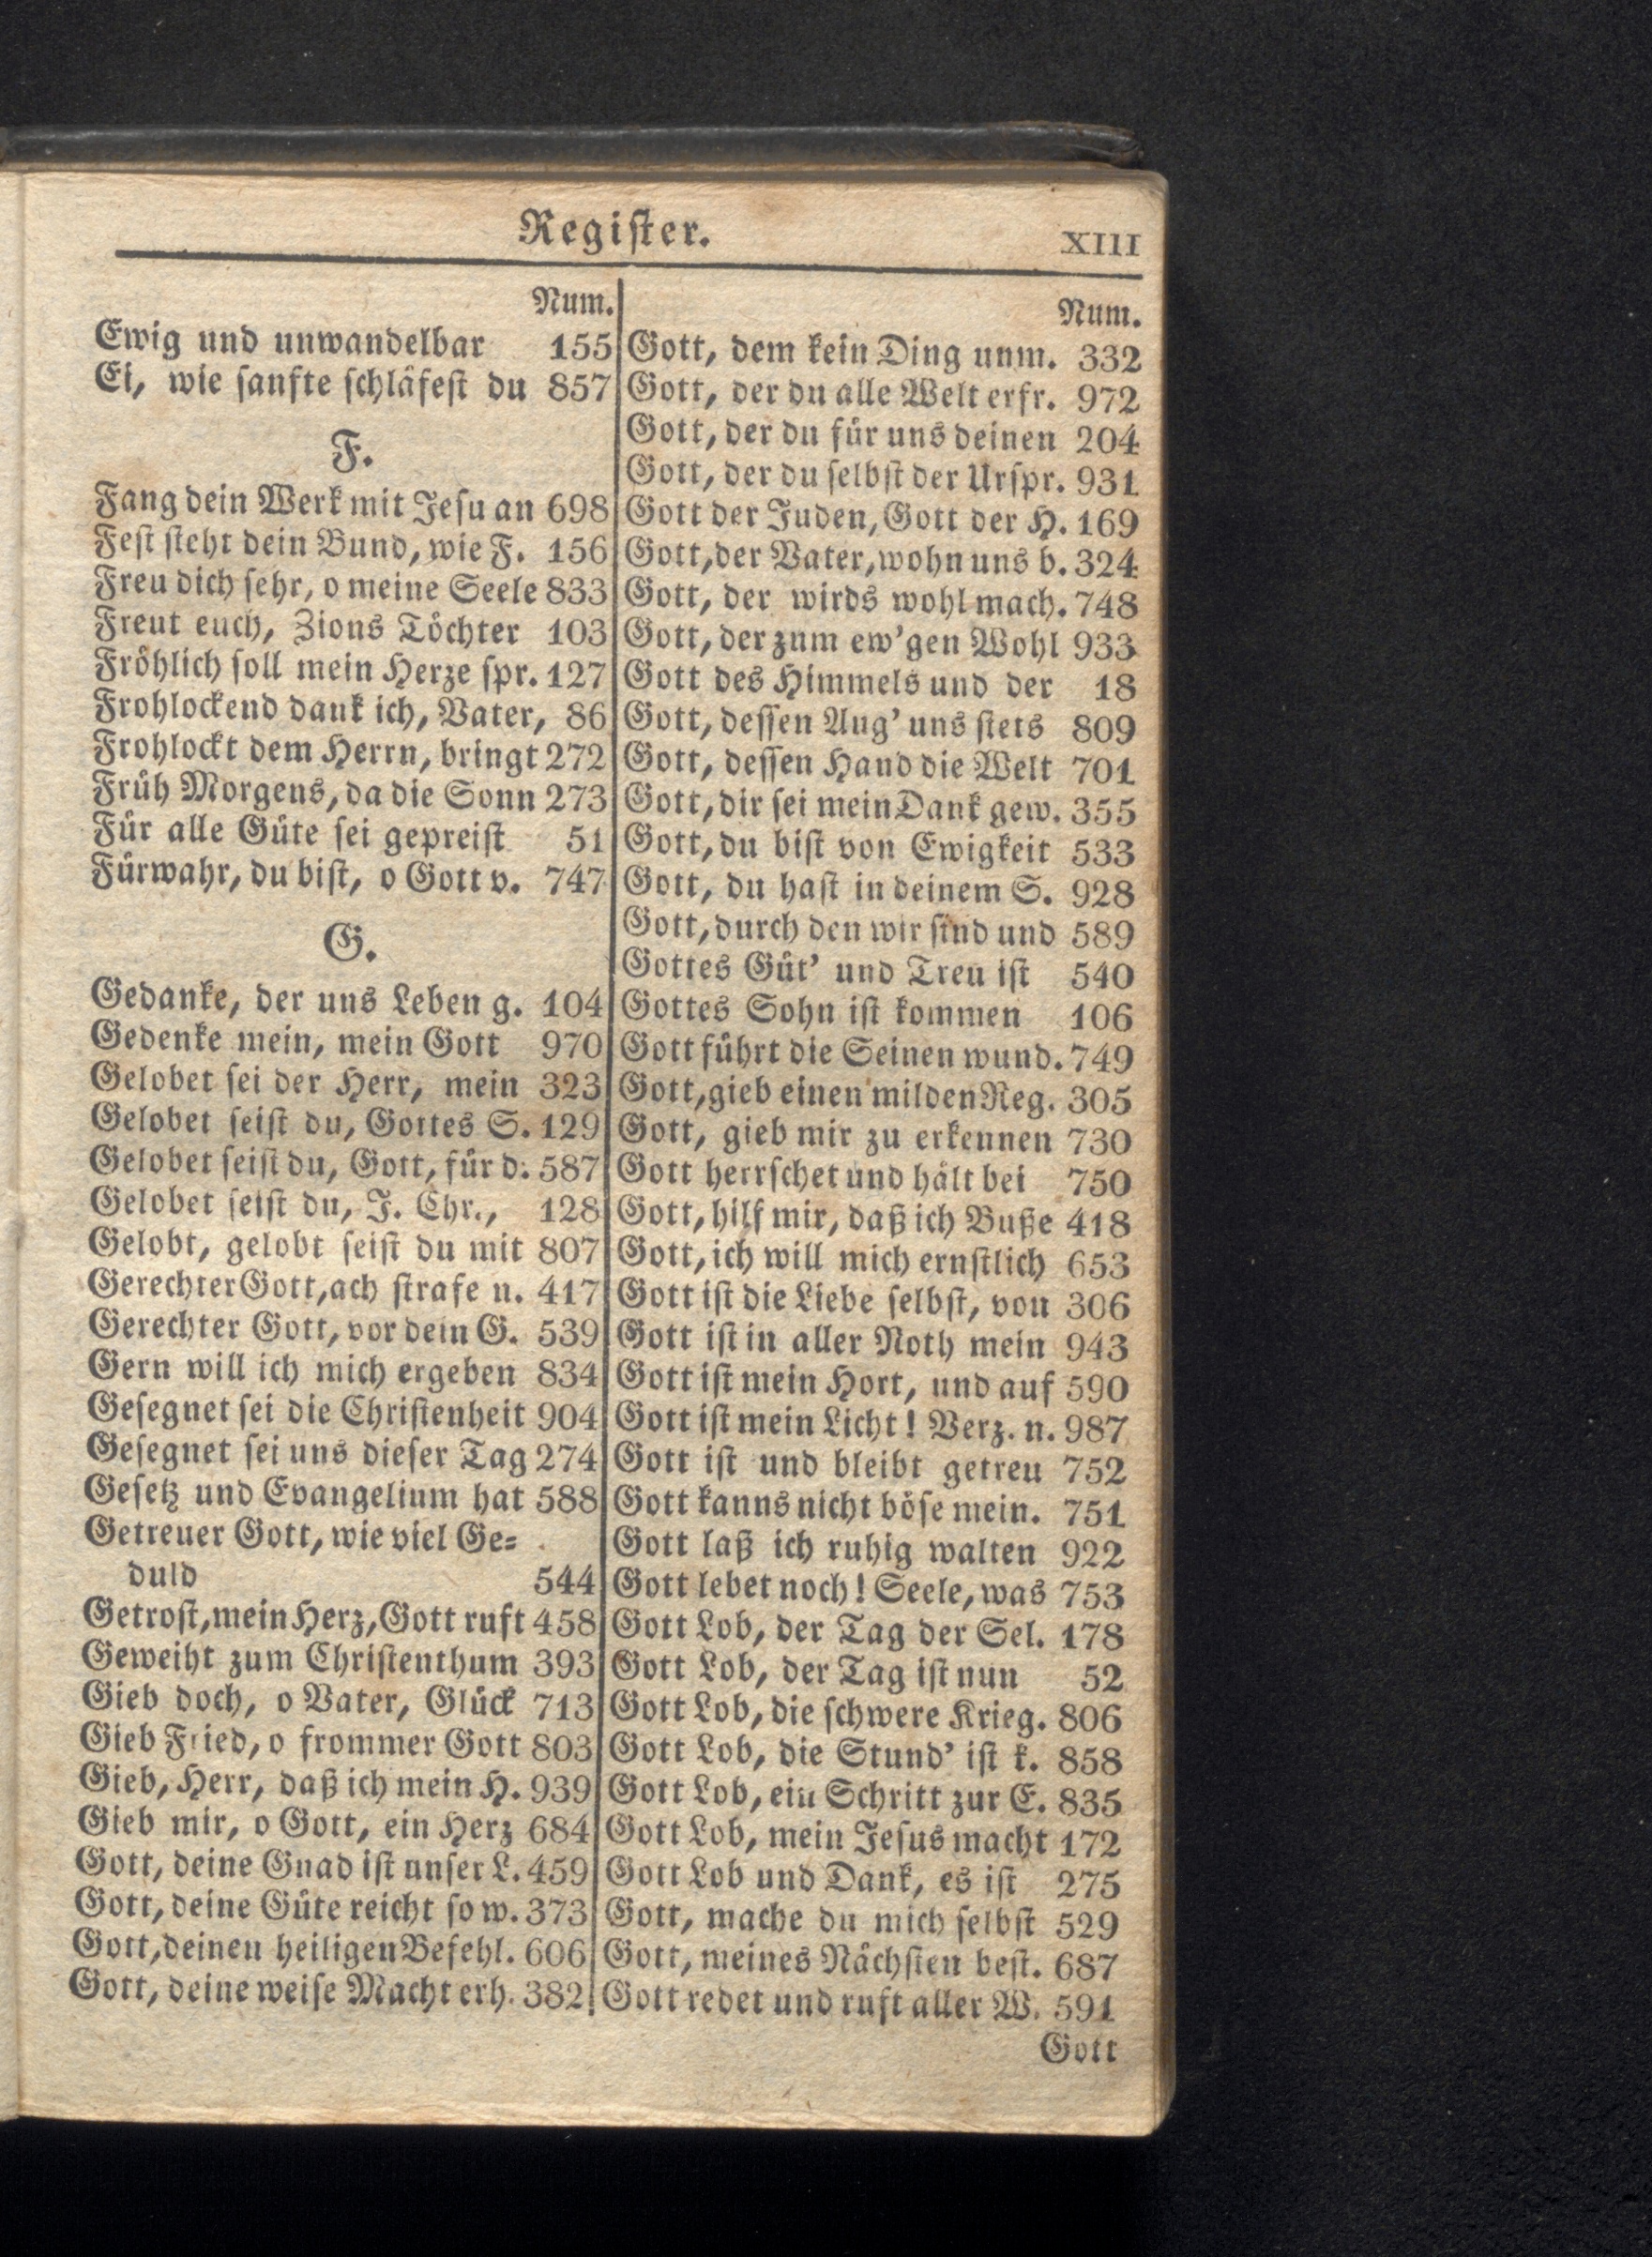 Register.
XIII
Num.
Ewig und unwandelbar 155
Ei, wie ſanfte ſchläfeſt du 857
F.
Fang dein Werk mit Jeſu an 698
Feſt ſteht dein Bund, wie F. 156
Freu dich ſehr, o meine Seele 833
Freut euch, Zions Töchter 103
Fröhlich ſoll mein Herze ſpr. 127
Frohlockend dank ich, Vater, 86
Frohlockt dem Herrn, bringt 272
Früh Morgens, da die Sonn 273
Für alle Güte ſei gepreiſt 51
Fürwahr, du biſt, o Gott v. 747
G.
Gedanke, der uns Leben g. 104
Gedenke mein, mein Gott 970
Gelobet ſei der Herr, mein 323
Gelobet ſeiſt du, Gottes S. 129
Gelobet ſeiſt du, Gott, für d. 587
Gelobet ſeiſt du, J. Chr., 128
Gelobt, gelobt ſeiſt du mit 807
Gerechter Gott, ach ſtrafe n. 417
Gerechter Gott, vor dein G. 539
Gern will ich mich ergeben 834
Geſegnet ſei die Chriſtenheit 904
Geſegnet ſei uns dieſer Tag 274
Geſetz und Evangelium hat 588
Getreuer Gott, wie viel Ge-
duld 544
Getroſt, mein Herz, Gott ruft 458
Geweiht zum Chriſtenthum 393
Gieb doch, o Vater, Glück 713
Gieb Fried, o frommer Gott 803
Gieb, Herr, daß ich mein H. 939
Gieb mir, o Gott, ein Herz 684
Gott, deine Gnad iſt unſer L. 459
Gott, deine Güte reicht ſo w. 373
Gott, deinen heiligen Befehl. 606
Gott, deine weiſe Macht erh. 382
Num.
Gott, dem kein Ding unm. 332
Gott, der du alle Welt erfr. 972
Gott, der du für uns deinen 204
Gott, der du ſelbſt der Urſpr. 931
Gott der Juden, Gott der H. 169
Gott, der Vater, wohn uns b. 324
Gott, der wirds wohl mach. 748
Gott, der zum ew'gen Wohl 933
Gott des Himmels und der 18
Gott, deſſen Aug' uns ſtets 809
Gott, deſſen Hand die Welt 701
Gott, dir ſei mein Dank gew. 355
Gott, du biſt von Ewigkeit 533
Gott, du haſt in deinem S. 928
Gott, durch den wir ſind und 589
Gottes Güt' und Treu iſt 540
Gottes Sohn iſt kommen 106
Gott führt die Seinen wund. 749
Gott, gieb einen milden Reg. 305
Gott, gieb mir zu erkennen 730
Gott herrſchet und hält bei 750
Gott, hilf mir, daß ich Buße 418
Gott, ich will mich ernſtlich 653
Gott iſt die Liebe ſelbſt, von 306
Gott iſt in aller Noth mein 943
Gott iſt mein Hort, und auf 590
Gott iſt mein Licht! Verz. n. 987
Gott iſt und bleibt getreu 752
Gott kanns nicht böſe mein. 751
Gott laß ich ruhig walten 922
Gott lebet noch! Seele, was 753
Gott Lob, der Tag der Sel. 178
Gott Lob, der Tag iſt nun 52
Gott Lob, die ſchwere Krieg. 806
Gott Lob, die Stund' iſt k. 858
Gott Lob, ein Schritt zur E. 835
Gott Lob, mein Jeſus macht 172
Gott Lob und Dank, es iſt 275
Gott, mache du mich ſelbſt 529
Gott, meines Nächſten beſt. 687
Gott redet und ruft aller W. 591
Gott